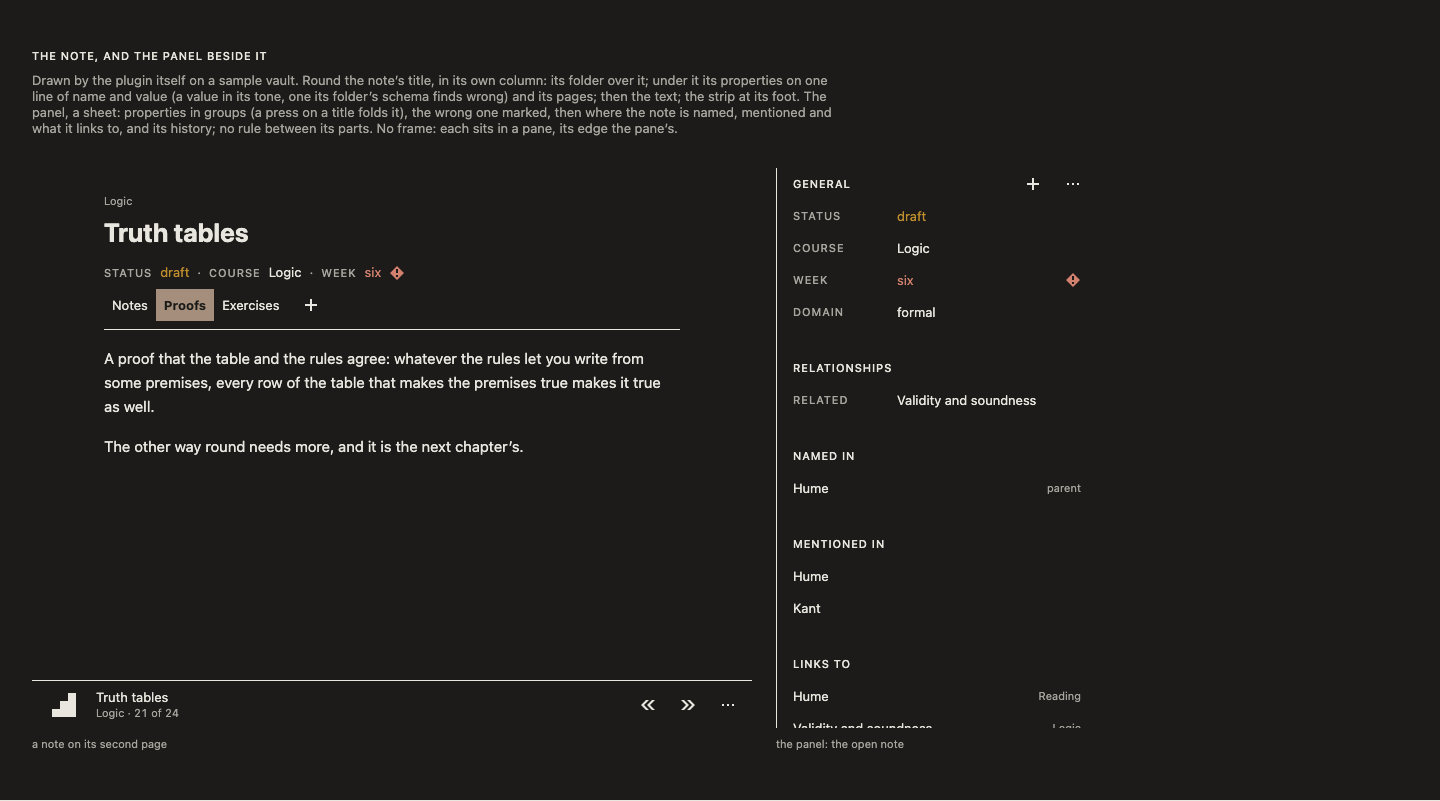 THE NOTE, AND THE PANEL BESIDE IT
Drawn by the plugin itself on a sample vault. Round the note's title, in its own column: its folder over it; under it its properties on one
line of name and value (a value in its tone, one its folder's schema finds wrong) and its pages; then the text; the strip at its foot. The
panel, a sheet: properties in groups (a press on a title folds it), the wrong one marked, then where the note is named, mentioned and
what it links to, and its history; no rule between its parts. No frame: each sits in a pane, its edge the pane's.
Logic
Truth tables
STATUS draft · COURSE Logic · WEEK six
Notes Proofs Exercises +
A proof that the table and the rules agree: whatever the rules let you write from
some premises, every row of the table that makes the premises true makes it true
as well.
The other way round needs more, and it is the next chapter's.
Truth tables
Logic · 21 of 24
a note on its second page
GENERAL
STATUS draft
COURSE Logic
WEEK six
DOMAIN formal
RELATIONSHIPS
RELATED Validity and soundness
NAMED IN
Hume parent
MENTIONED IN
Hume
Kant
LINKS TO
Hume Reading
Validity and soundness Logic
the panel: the open note